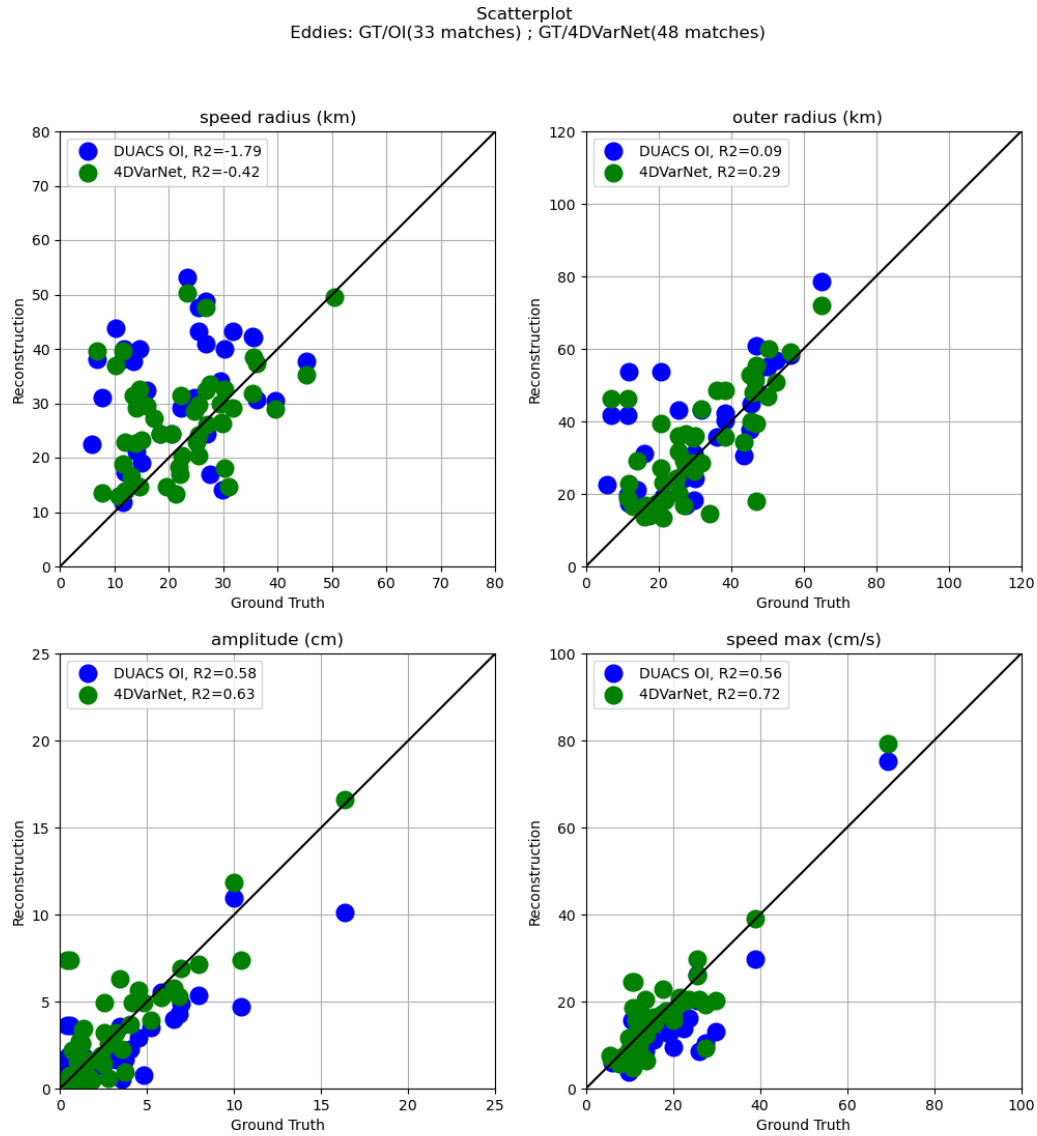 Scatterplot
Eddies: GT/OI(33 matches) ; GT/4DVarNet(48 matches)
speed radius (km)
DUACS OI, R2=-1.79
4DVarNet, R2=-0.42
80
70
60
50
40
30
20
10
0
Reconstruction
0 10 20 30 40 50 60 70 80
Ground Truth
outer radius (km)
DUACS OI, R2=0.09
4DVarNet, R2=0.29
120
100
80
60
40
20
0
Reconstruction
0 20 40 60 80 100 120
Ground Truth
amplitude (cm)
DUACS OI, R2=0.58
4DVarNet, R2=0.63
25
20
15
10
5
0
Reconstruction
0 5 10 15 20 25
Ground Truth
speed max (cm/s)
DUACS OI, R2=0.56
4DVarNet, R2=0.72
100
80
60
40
20
0
Reconstruction
0 20 40 60 80 100
Ground Truth